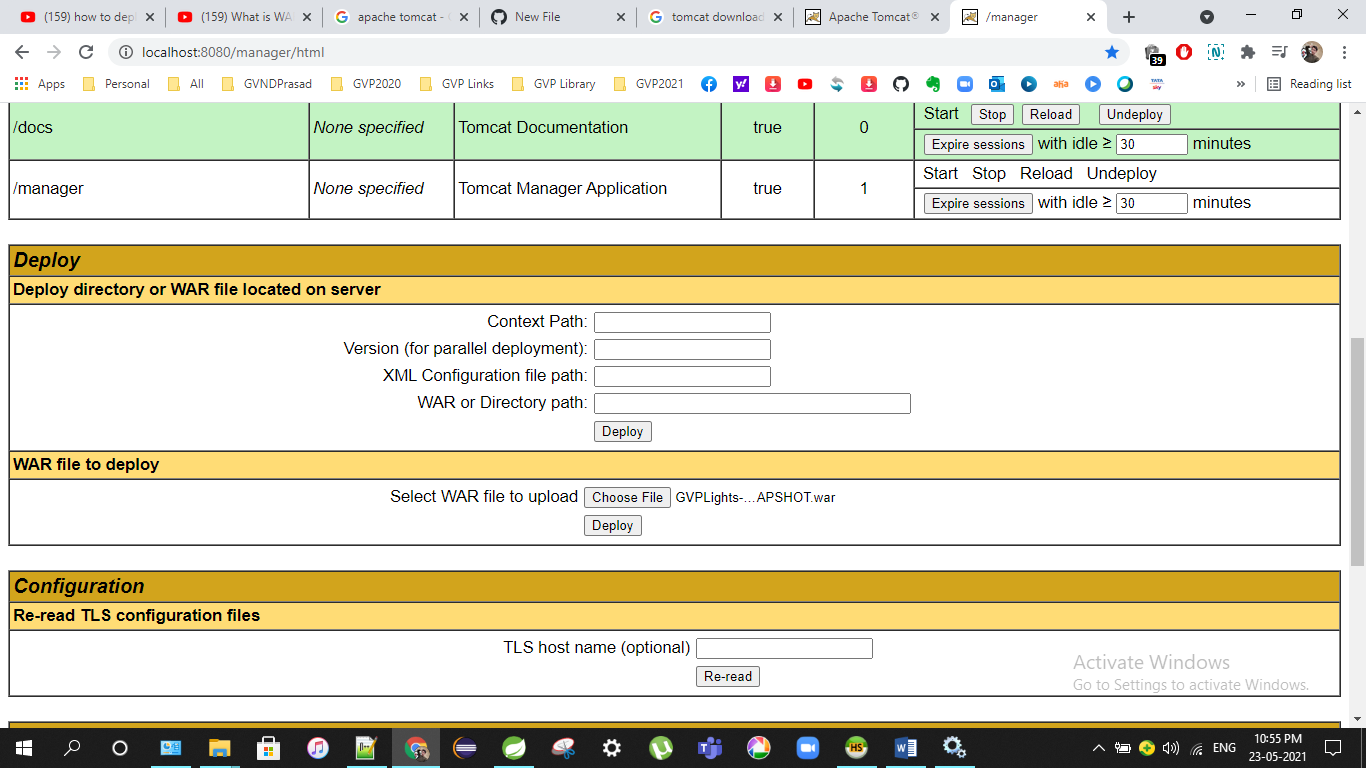 (159) how to dep
(159) What is WA
apache tomcat -
New File
tomcat download
Apache Tomcat®
/manager
localhost:8080/manager/html
39
Apps
Personal
All
GVNDPrasad
GVP2020
GVP Links
GVP Library
GVP2021
»
Reading list
/docs None specified Tomcat Documentation true 0 Start Stop Reload Undeploy
Expire sessions with idle ≥ 30 minutes
/manager None specified Tomcat Manager Application true 1 Start Stop Reload Undeploy
Expire sessions with idle ≥ 30 minutes
Deploy
Deploy directory or WAR file located on server
Context Path:
Version (for parallel deployment):
XML Configuration file path:
WAR or Directory path:
Deploy
WAR file to deploy
Select WAR file to upload Choose File GVPLights-...APSHOT.war
Deploy
Configuration
Re-read TLS configuration files
TLS host name (optional)
Re-read
Activate Windows
Go to Settings to activate Windows.
ENG
10:55 PM
23-05-2021